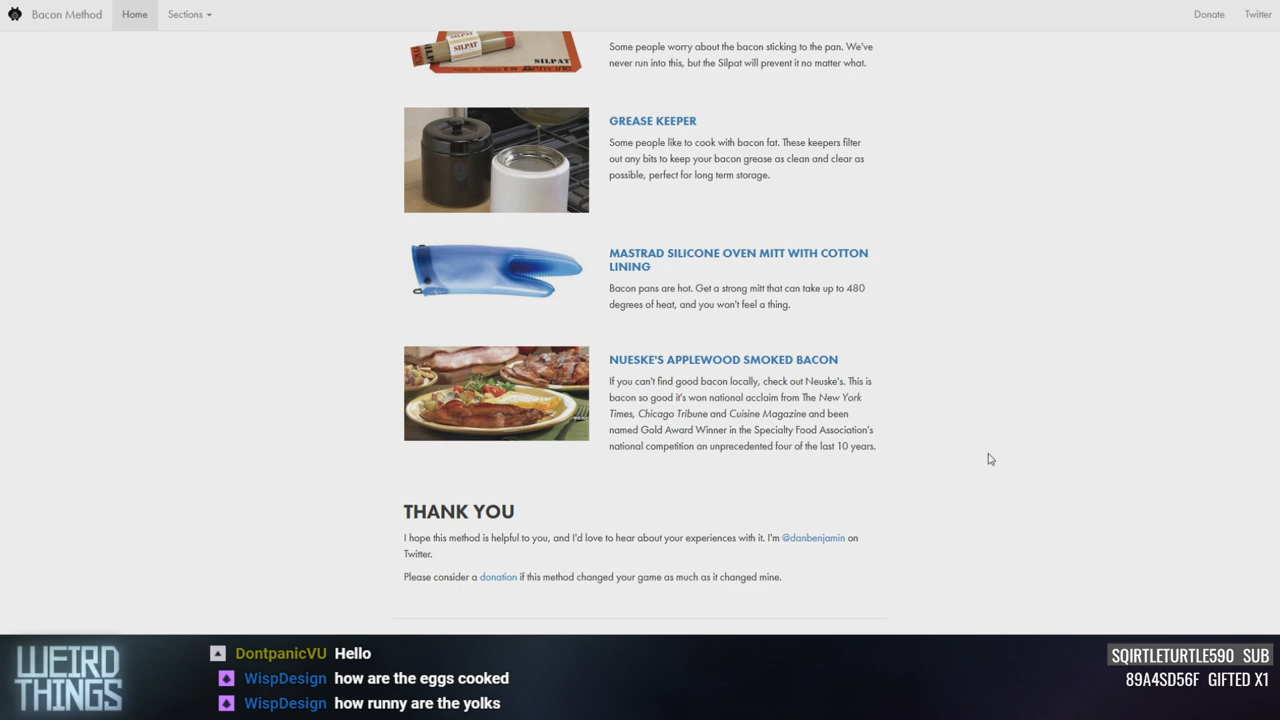 Bacon Method Home Sections Donate Twitter
SILPAT
SILPAT
Some people worry about the bacon sticking to the pan. We've
never run into this, but the Silpat will prevent it no matter what.
GREASE KEEPER
Some people like to cook with bacon fat. These keepers filter
out any bits to keep your bacon grease as clean and clear as
possible, perfect for long term storage.
MASTRAD SILICONE OVEN MITT WITH COTTON
LINING
Bacon pans are hot. Get a strong mitt that can take up to 480
degrees of heat, and you won't feel a thing.
NUESKE'S APPLEWOOD SMOKED BACON
If you can't find good bacon locally, check out Neuske's. This is
bacon so good it's won national acclaim from The New York
Times, Chicago Tribune and Cuisine Magazine and been
named Gold Award Winner in the Specialty Food Association's
national competition an unprecedented four of the last 10 years.
THANK YOU
I hope this method is helpful to you, and I'd love to hear about your experiences with it. I'm @danbenjamin on
Twitter.
Please consider a donation if this method changed your game as much as it changed mine.
WEIRD
THINGS
DontpanicVU Hello
WispDesign how are the eggs cooked
WispDesign how runny are the yolks
SQIRTLETURTLE590 SUB
89A4SD56F GIFTED X1